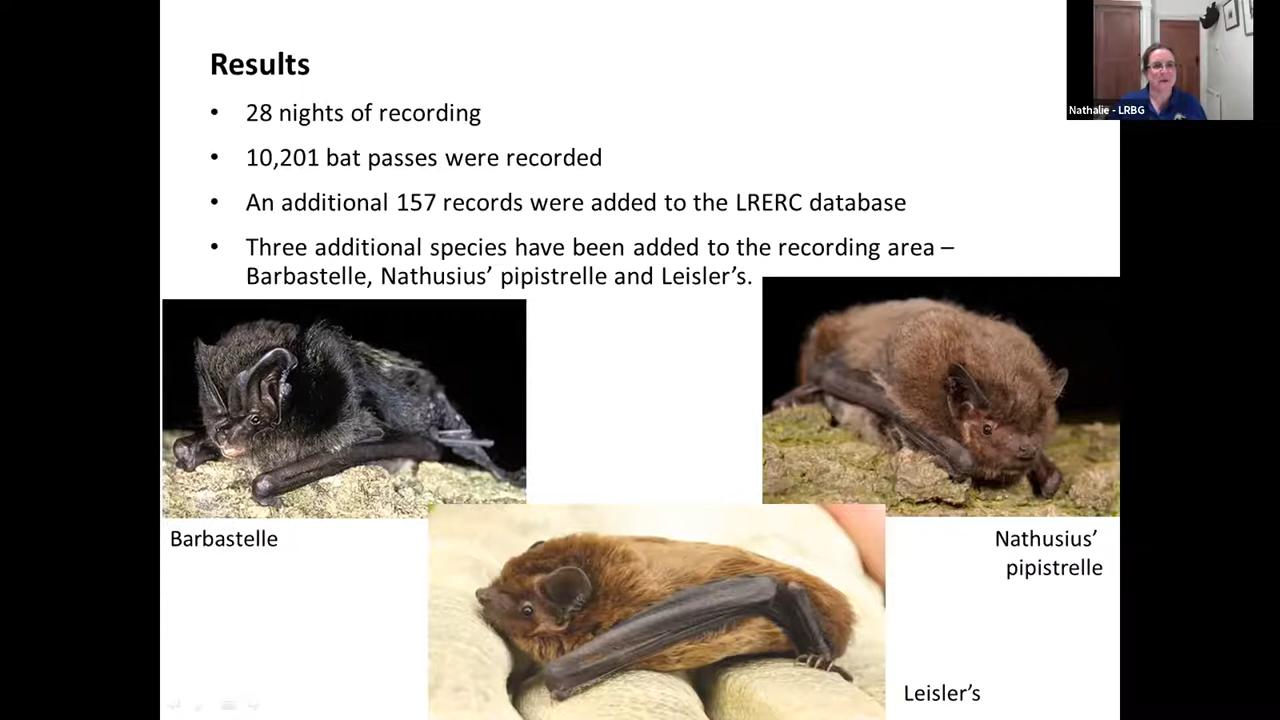 Results
• 28 nights of recording
• 10,201 bat passes were recorded
• An additional 157 records were added to the LRERC database
• Three additional species have been added to the recording area –
Barbastelle, Nathusius’ pipistrelle and Leisler’s.
Nathalie - LRBG
Barbastelle
Nathusius’
pipistrelle
Leisler’s